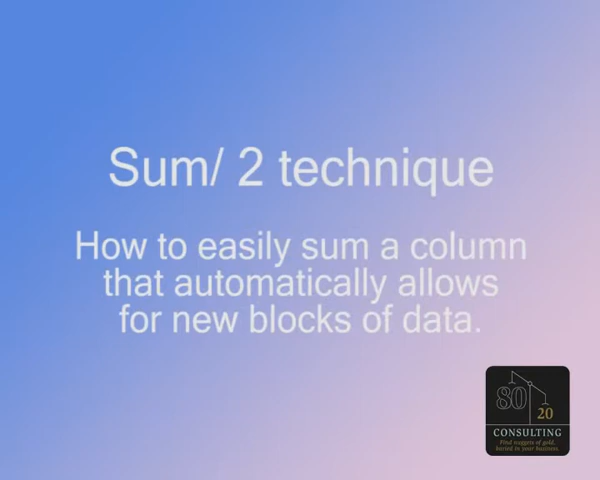 Sum/ 2 technique
How to easily sum a column
that automatically allows
for new blocks of data.
80
20
CONSULTING
Find nuggets of gold,
buried in your business.